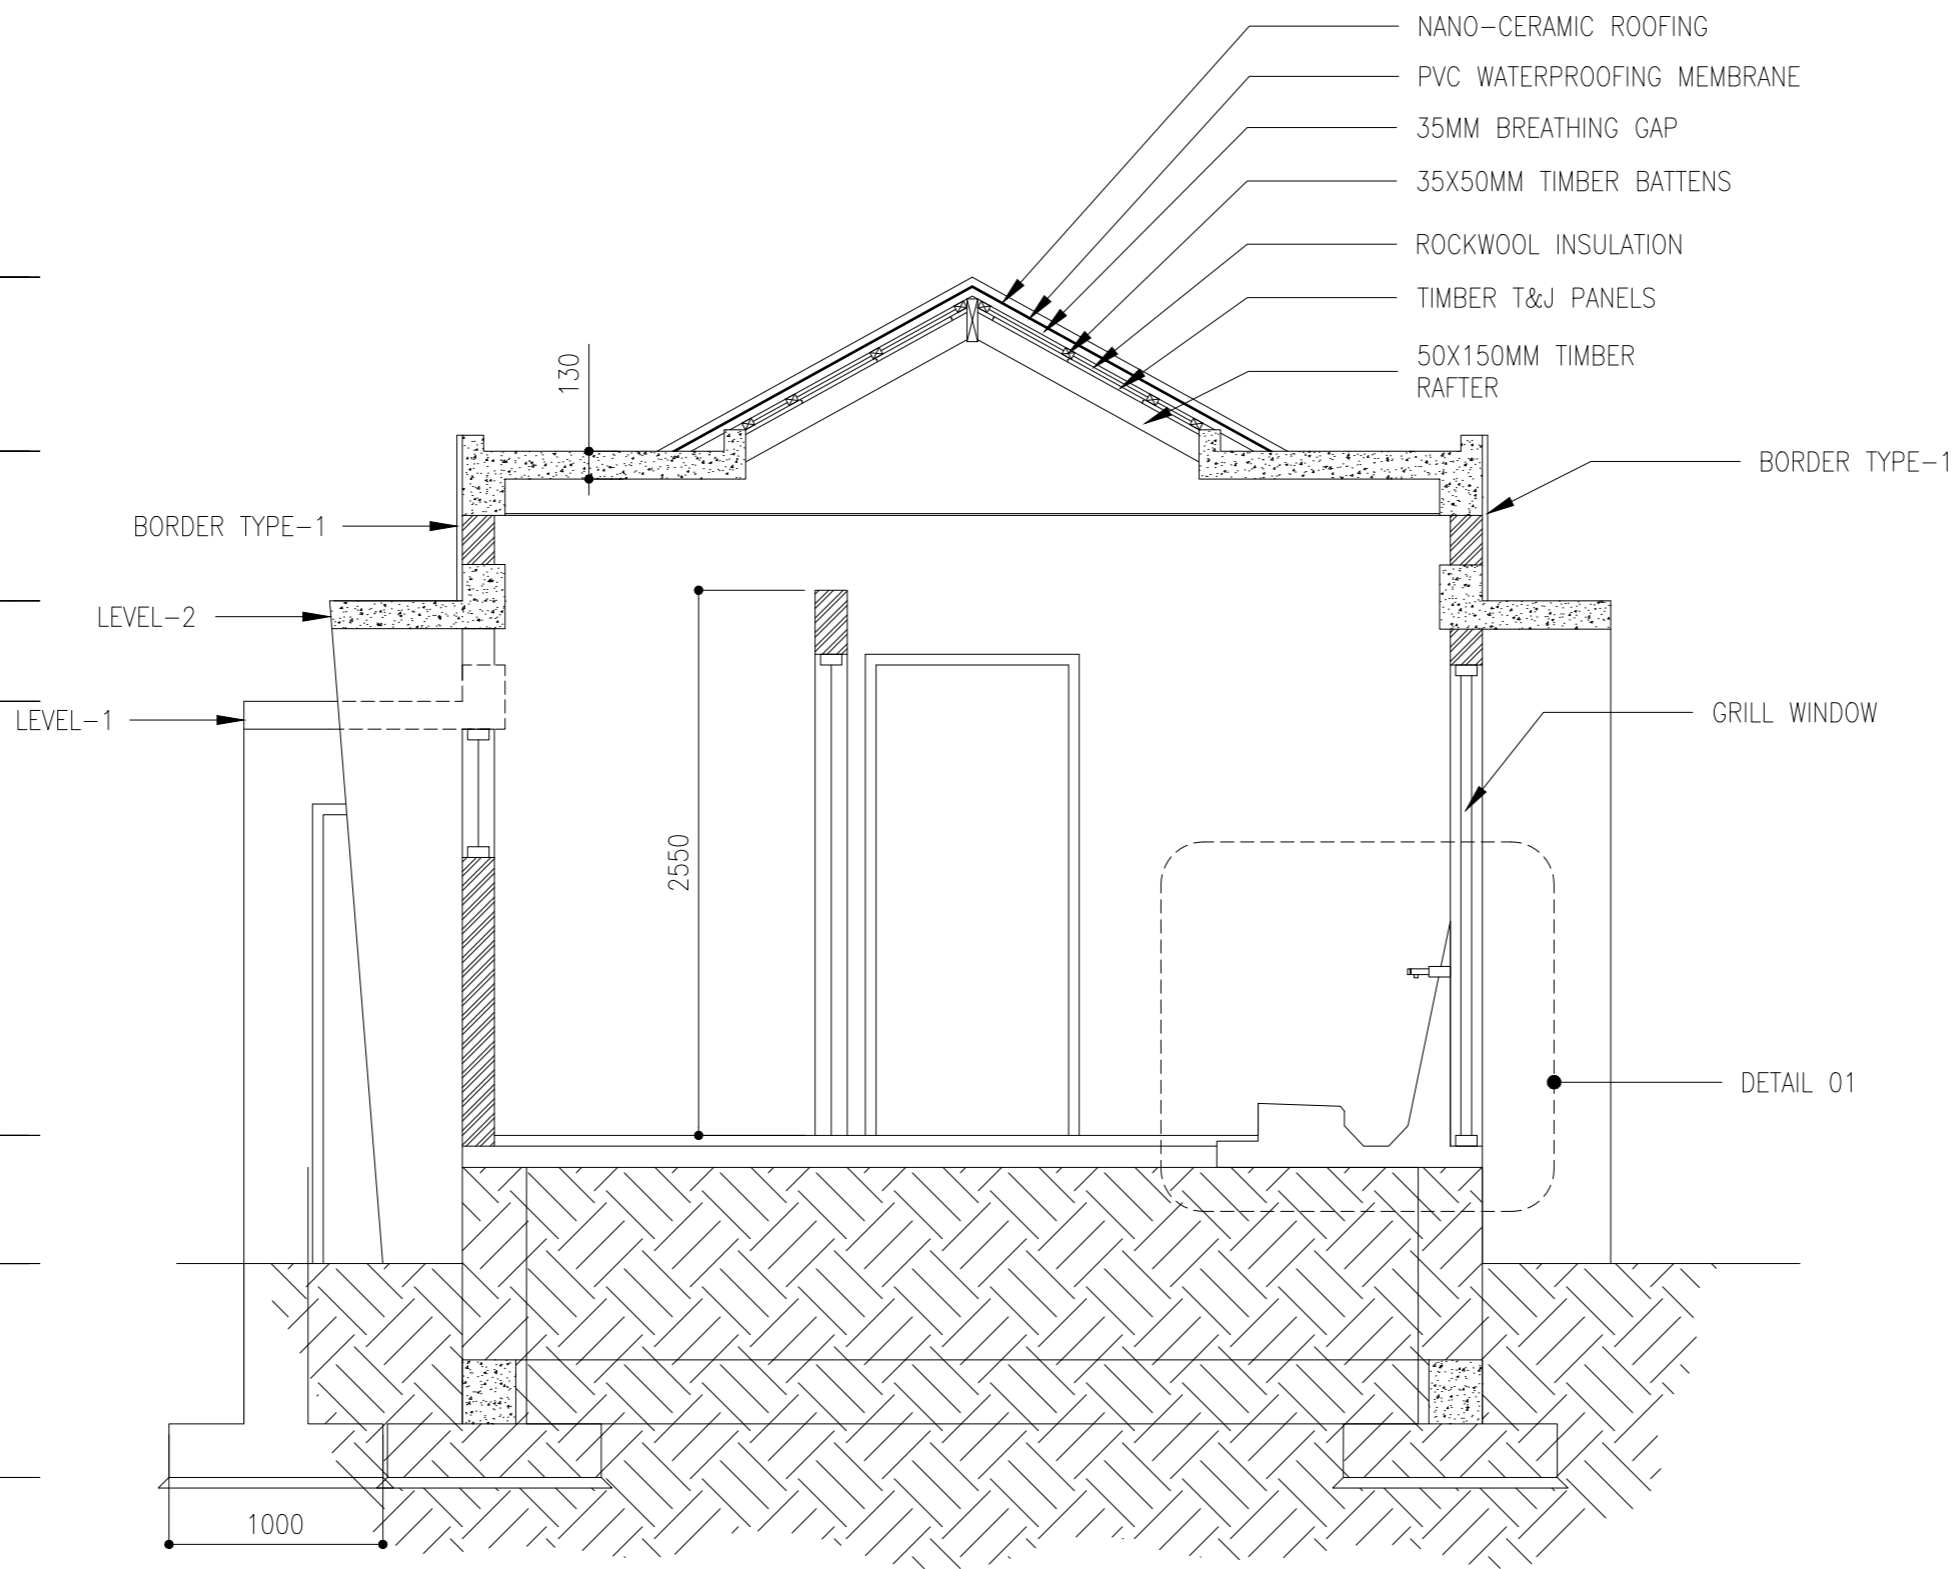 NANO-CERAMIC ROOFING
PVC WATERPROOFING MEMBRANE
35MM BREATHING GAP
35X50MM TIMBER BATTENS
ROCKWOOL INSULATION
TIMBER T&J PANELS
50X150MM TIMBER
RAFTER
130
BORDER TYPE-1
BORDER TYPE-1
LEVEL-2
LEVEL-1
GRILL WINDOW
2550
DETAIL 01
1000